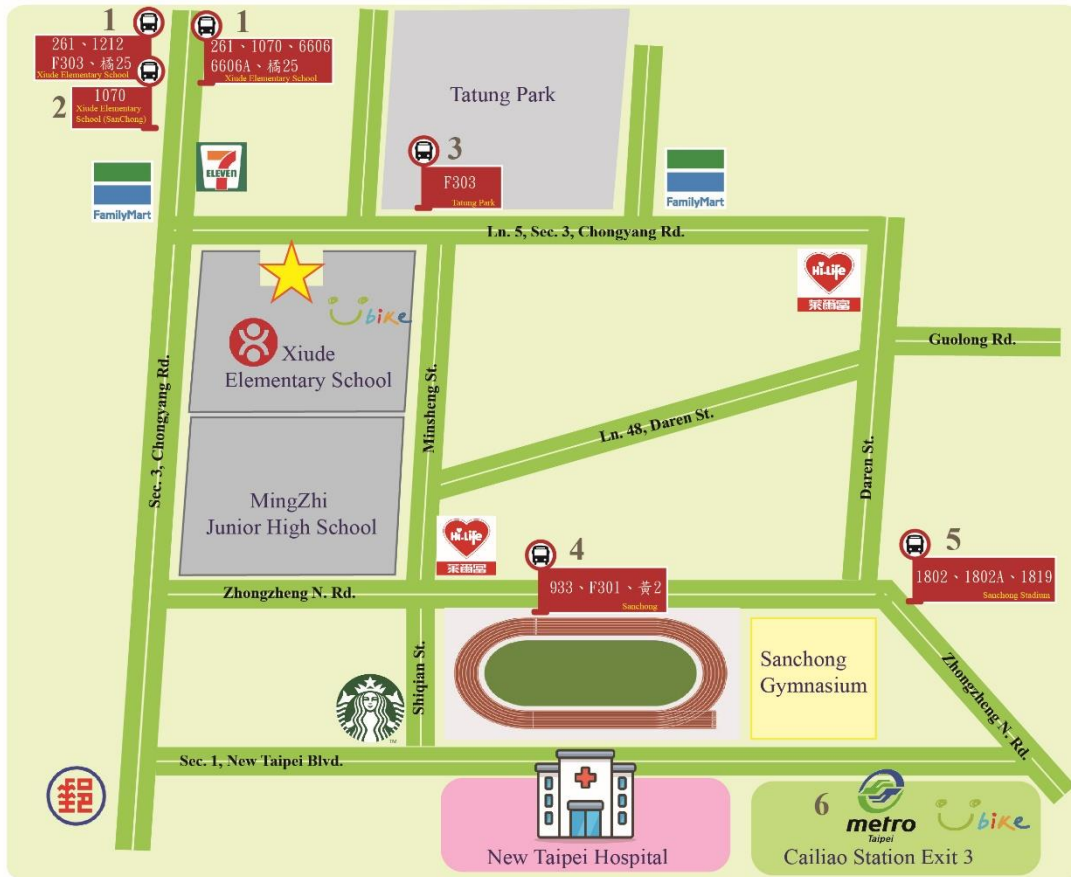 1
261、1212
F303、橘25
Xiude Elementary School
2
1070
Xiude Elementary
School (SanChong)
1
261、1070、6606
6606A、橘25
Xiude Elementary School
Tatung Park
3
F303
Tatung Park
FamilyMart
7
ELEVEN
FamilyMart
Ln. 5, Sec. 3, Chongyang Rd.
Hi-Life
萊爾富
Ubike
Xiude
Elementary School
Guolong Rd.
Sec. 3, Chongyang Rd.
Minsheng St.
Ln. 48, Daren St.
Daren St.
MingZhi
Junior High School
Hi-Life
萊爾富
4
933、F301、黃2
Sanchong
5
1802、1802A、1819
Sanchong Stadiun
Zhongzheng N. Rd.
Shiqian St.
Sanchong
Gymnasium
Zhongzheng N. Rd.
Sec. 1, New Taipei Blvd.
郵
New Taipei Hospital
6
metro
Taipei
Ubike
Cailiao Station Exit 3